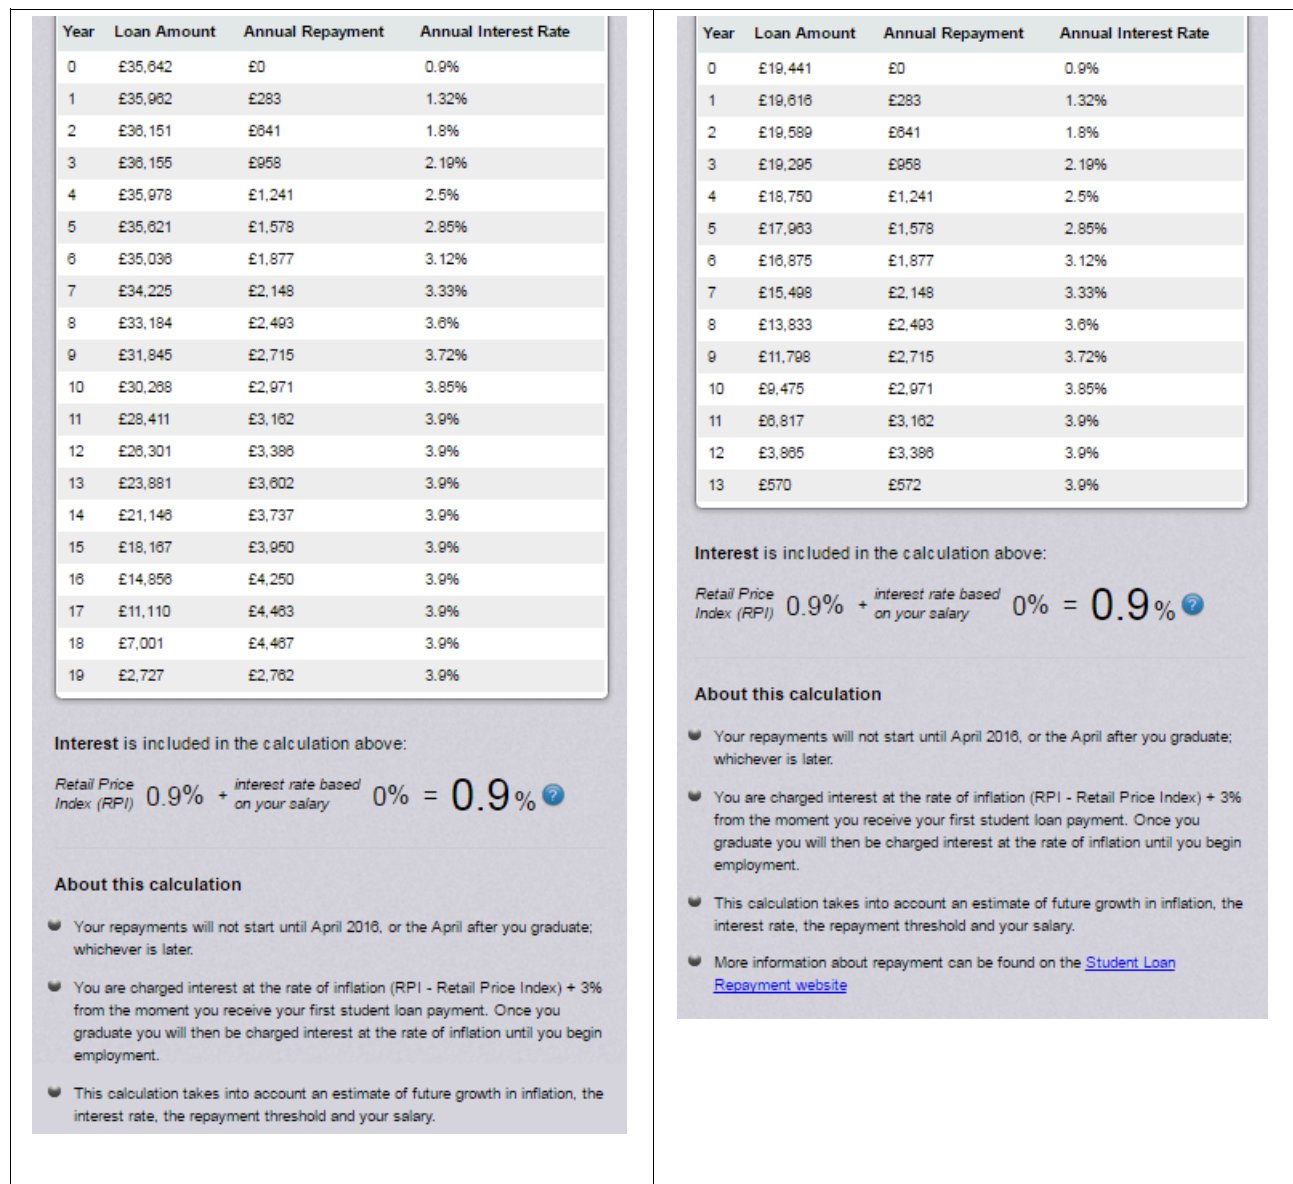 Year Loan Amount Annual Repayment Annual Interest Rate
0 £35,642 £0 0.9%
1 £35,962 £283 1.32%
2 £36,151 £641 1.8%
3 £36,155 £958 2.19%
4 £35,978 £1,241 2.5%
5 £35,621 £1,578 2.85%
6 £35,036 £1,877 3.12%
7 £34,225 £2,148 3.33%
8 £33,184 £2,493 3.6%
9 £31,845 £2,715 3.72%
10 £30,268 £2,971 3.85%
11 £28,411 £3,162 3.9%
12 £26,301 £3,386 3.9%
13 £23,881 £3,602 3.9%
14 £21,146 £3,737 3.9%
15 £18,167 £3,950 3.9%
16 £14,856 £4,250 3.9%
17 £11,110 £4,463 3.9%
18 £7,001 £4,467 3.9%
19 £2,727 £2,762 3.9%
Interest is included in the calculation above:
Retail Price Index (RPI) 0.9% + interest rate based on your salary 0% = 0.9 % ?
About this calculation
Your repayments will not start until April 2016, or the April after you graduate;
whichever is later.
You are charged interest at the rate of inflation (RPI - Retail Price Index) + 3%
from the moment you receive your first student loan payment. Once you
graduate you will then be charged interest at the rate of inflation until you begin
employment.
This calculation takes into account an estimate of future growth in inflation, the
interest rate, the repayment threshold and your salary.
Year Loan Amount Annual Repayment Annual Interest Rate
0 £19,441 £0 0.9%
1 £19,616 £283 1.32%
2 £19,589 £641 1.8%
3 £19,295 £958 2.19%
4 £18,750 £1,241 2.5%
5 £17,963 £1,578 2.85%
6 £16,875 £1,877 3.12%
7 £15,498 £2,148 3.33%
8 £13,833 £2,493 3.6%
9 £11,798 £2,715 3.72%
10 £9,475 £2,971 3.85%
11 £6,817 £3,162 3.9%
12 £3,865 £3,386 3.9%
13 £570 £572 3.9%
Interest is included in the calculation above:
Retail Price Index (RPI) 0.9% + interest rate based on your salary 0% = 0.9 % ?
About this calculation
Your repayments will not start until April 2016, or the April after you graduate;
whichever is later.
You are charged interest at the rate of inflation (RPI - Retail Price Index) + 3%
from the moment you receive your first student loan payment. Once you
graduate you will then be charged interest at the rate of inflation until you begin
employment.
This calculation takes into account an estimate of future growth in inflation, the
interest rate, the repayment threshold and your salary.
More information about repayment can be found on the Student Loan
Repayment website